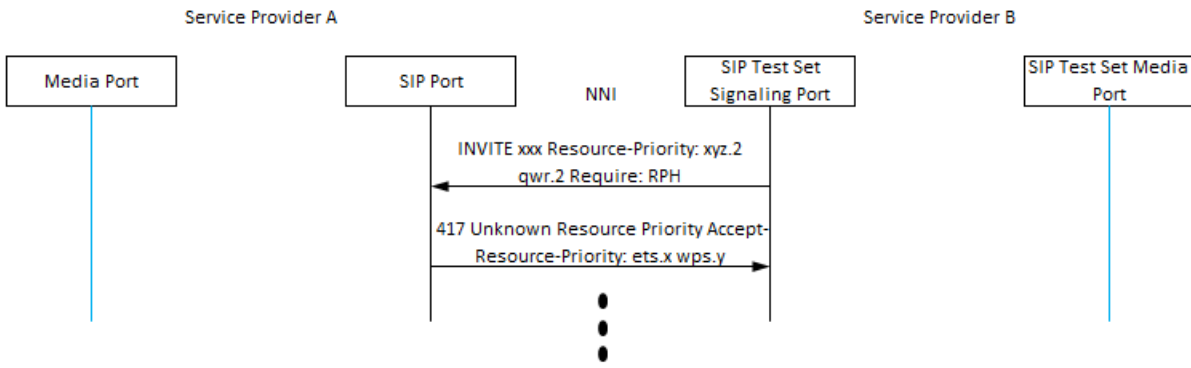 Service Provider A
Service Provider B
Media Port
SIP Port
NNI
SIP Test Set
Signaling Port
SIP Test Set Media
Port
INVITE xxx Resource-Priority: xyz.2
qwr.2 Require: RPH
417 Unknown Resource Priority Accept-
Resource-Priority: ets.x wps.y